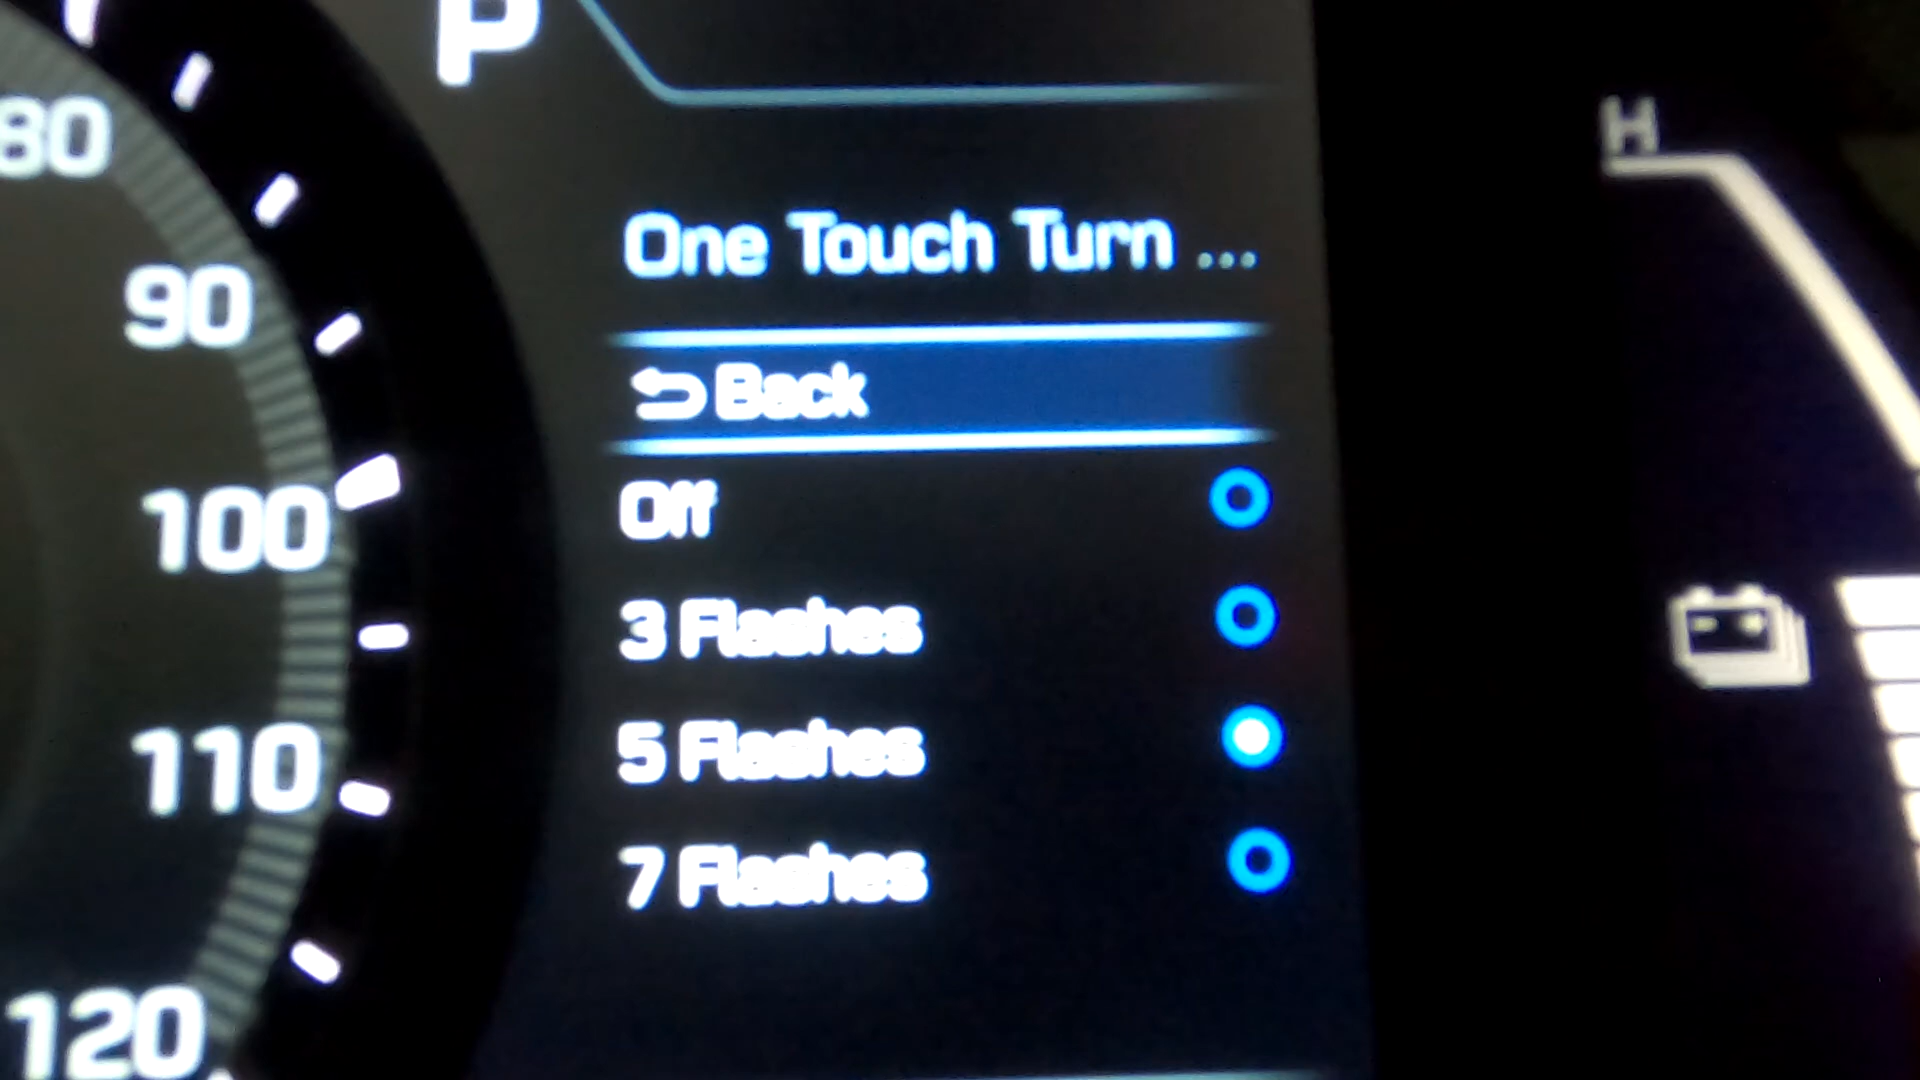 P
80
H
One Touch Turn ...
90
Back
Off
100
3 Flashes
5 Flashes
110
7 Flashes
120